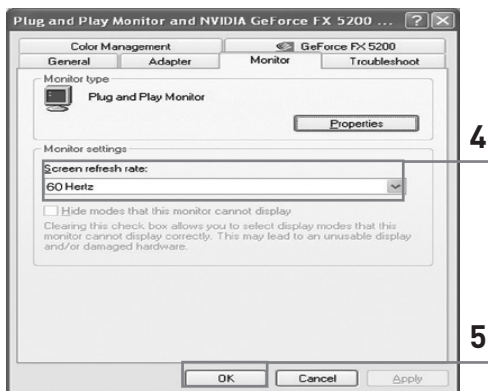 Plug and Play Monitor and NVIDIA GeForce FX 5200 ...
Color Management
GeForce FX 5200
General
Adapter
Monitor
Troubleshoot
Monitor type
Plug and Play Monitor
Properties
Monitor settings
Screen refresh rate:
60 Hertz
4
Hide modes that this monitor cannot display
Clearing this check box allows you to select display modes that this
monitor cannot display correctly. This may lead to an unusable display
and/or damaged hardware.
5
OK
Cancel
Apply